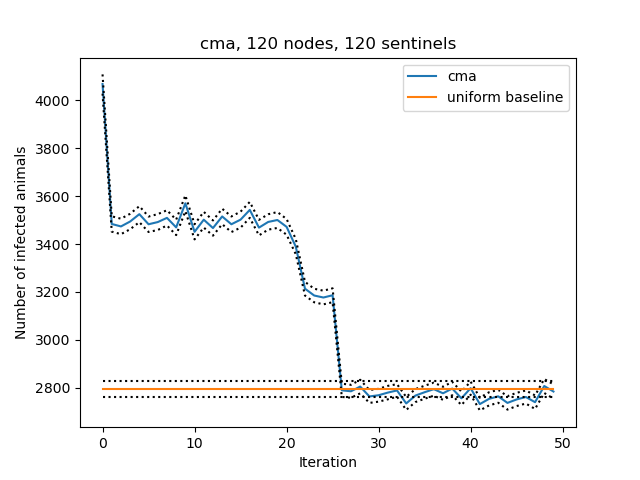 cma, 120 nodes, 120 sentinels
cma
uniform baseline
Number of infected animals
4000
3800
3600
3400
3200
3000
2800
0 10 20 30 40 50
Iteration